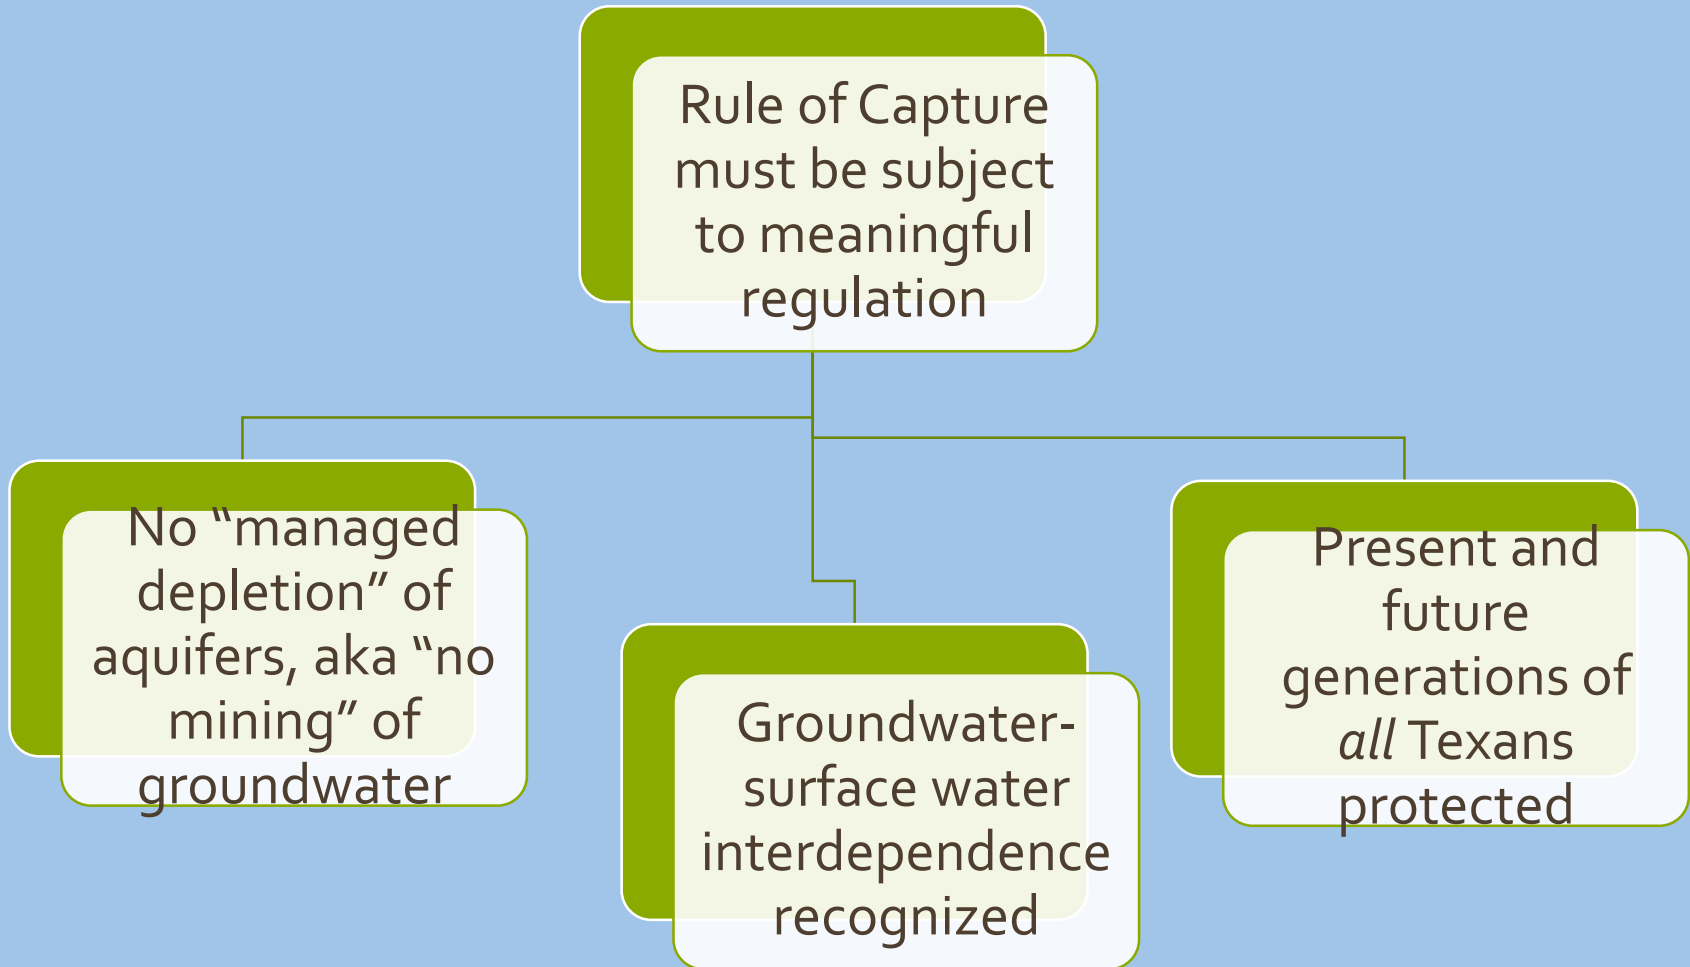 Rule of Capture
must be subject
to meaningful
regulation
No “managed
depletion” of
aquifers, aka “no
mining” of
groundwater
Groundwater-
surface water
interdependence
recognized
Present and
future
generations of
all Texans
protected